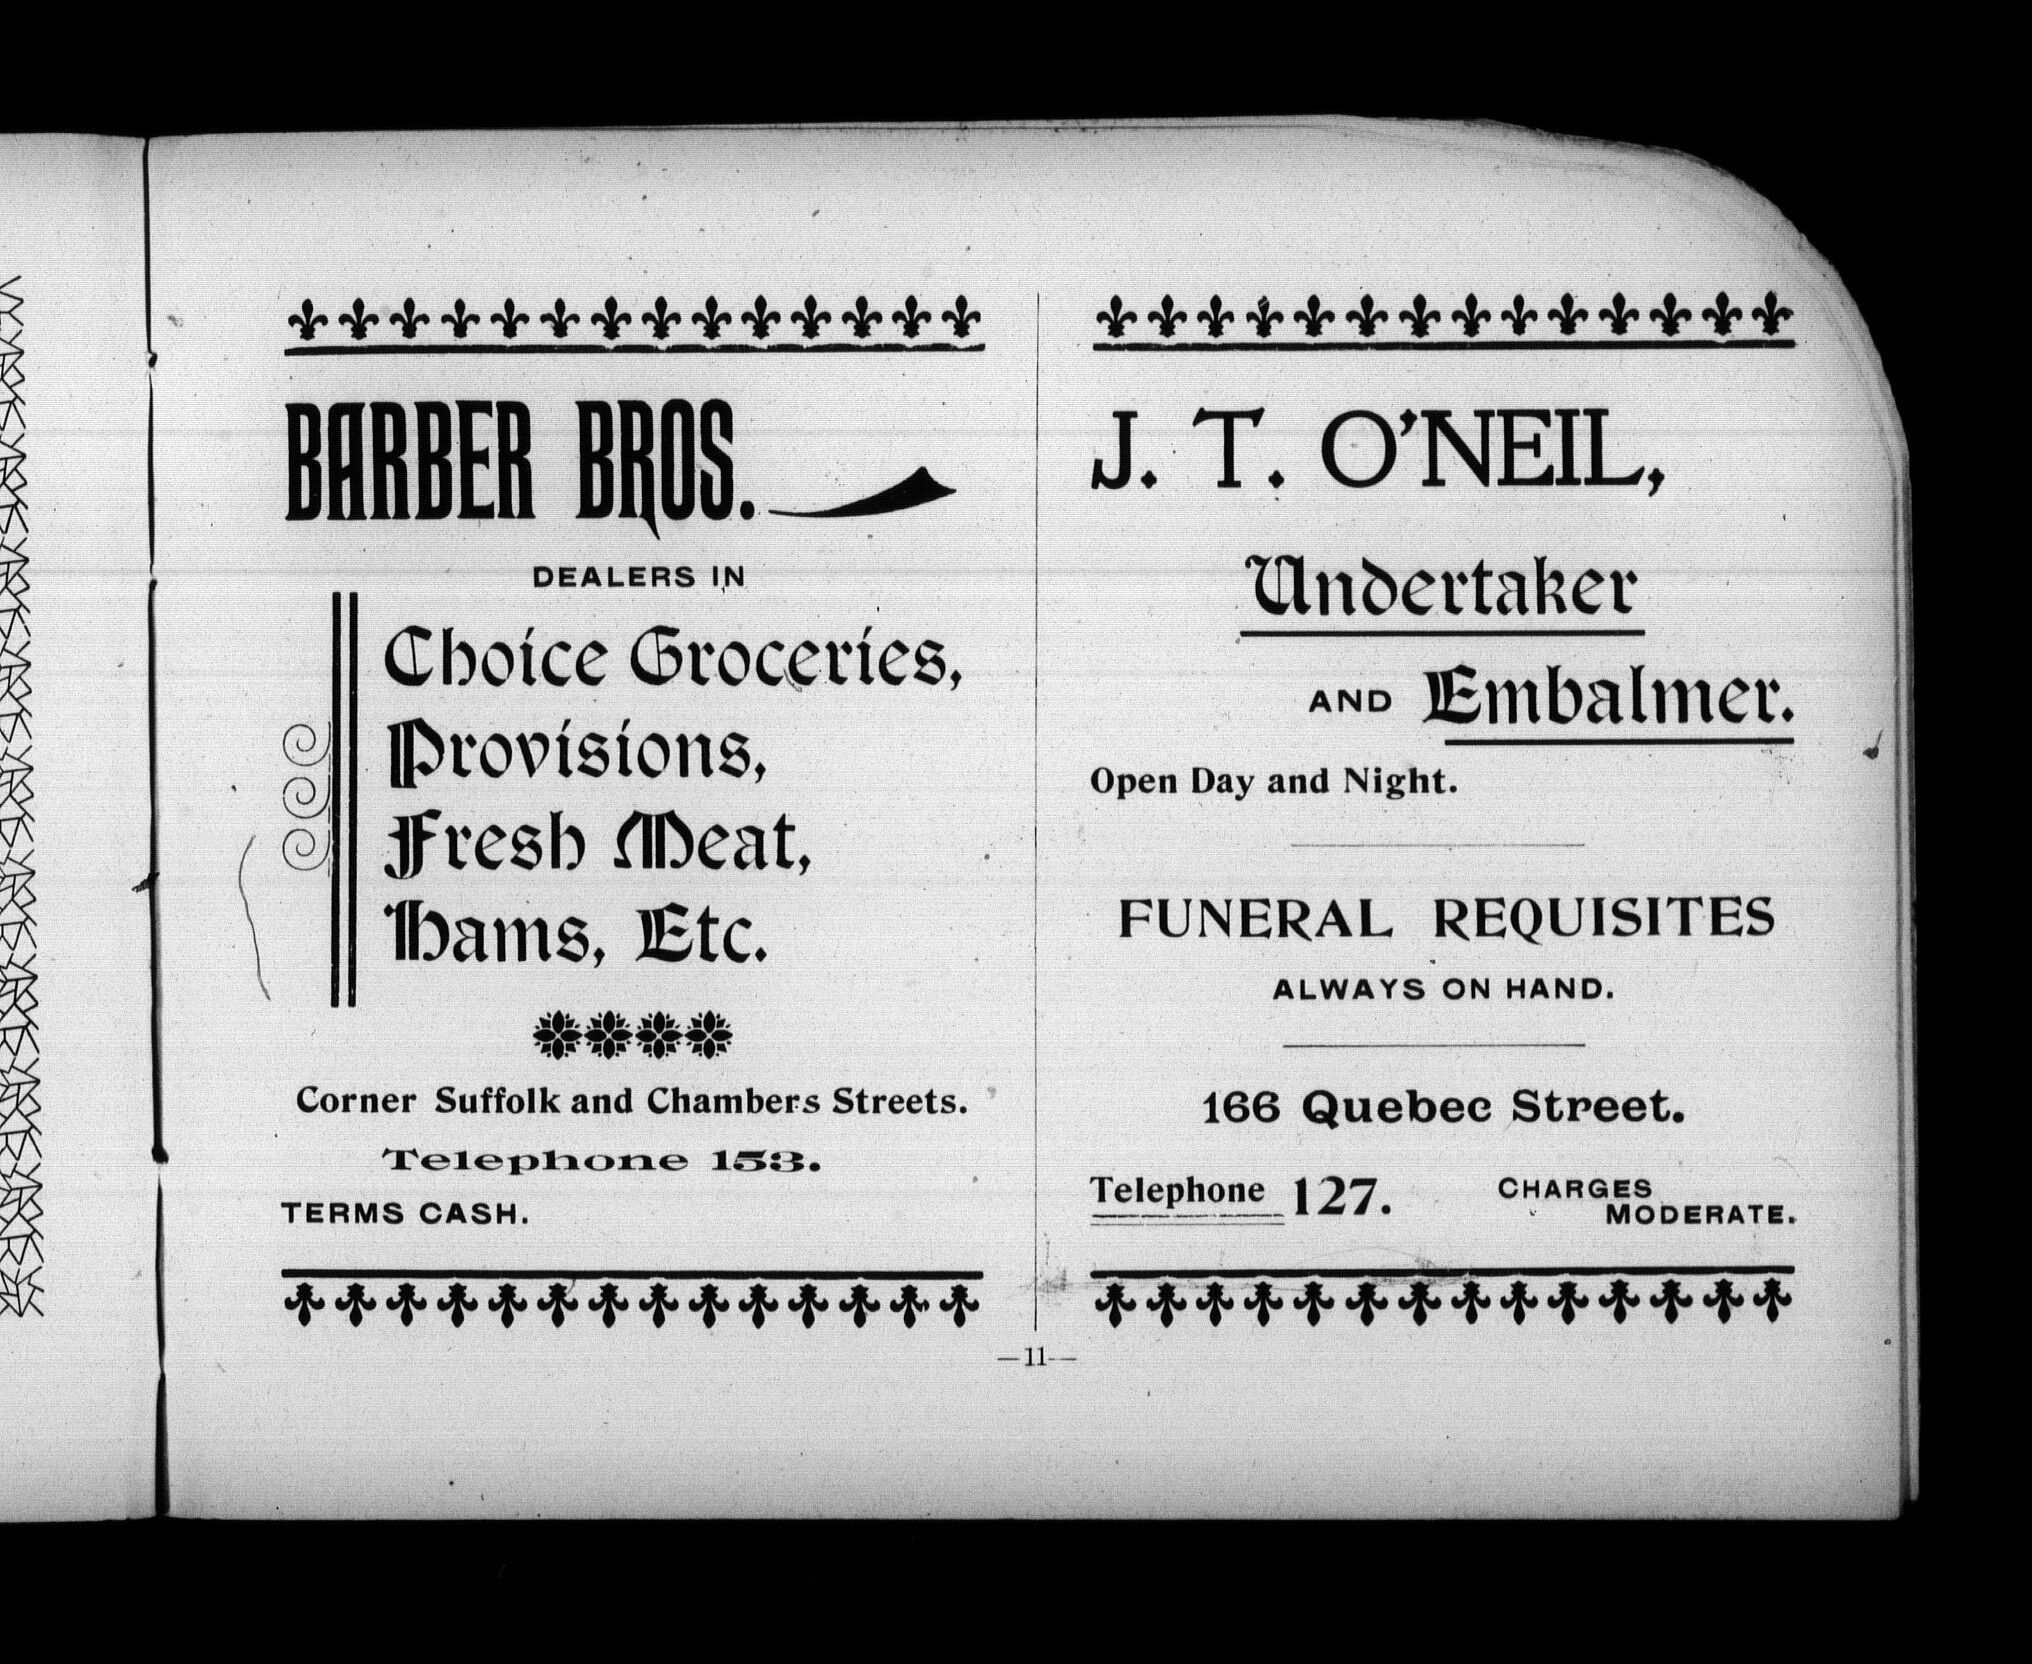 BARBER BROS.
DEALERS IN
Choice Groceries,
Provisions,
Fresh Meat,
Hams, Etc.
Corner Suffolk and Chambers Streets.
Telephone 153.
TERMS CASH.
J. T. O'NEIL,
Undertaker
AND Embalmer.
Open Day and Night.
FUNERAL REQUISITES
ALWAYS ON HAND.
166 Quebec Street.
Telephone 127.
CHARGES
MODERATE.
—11—